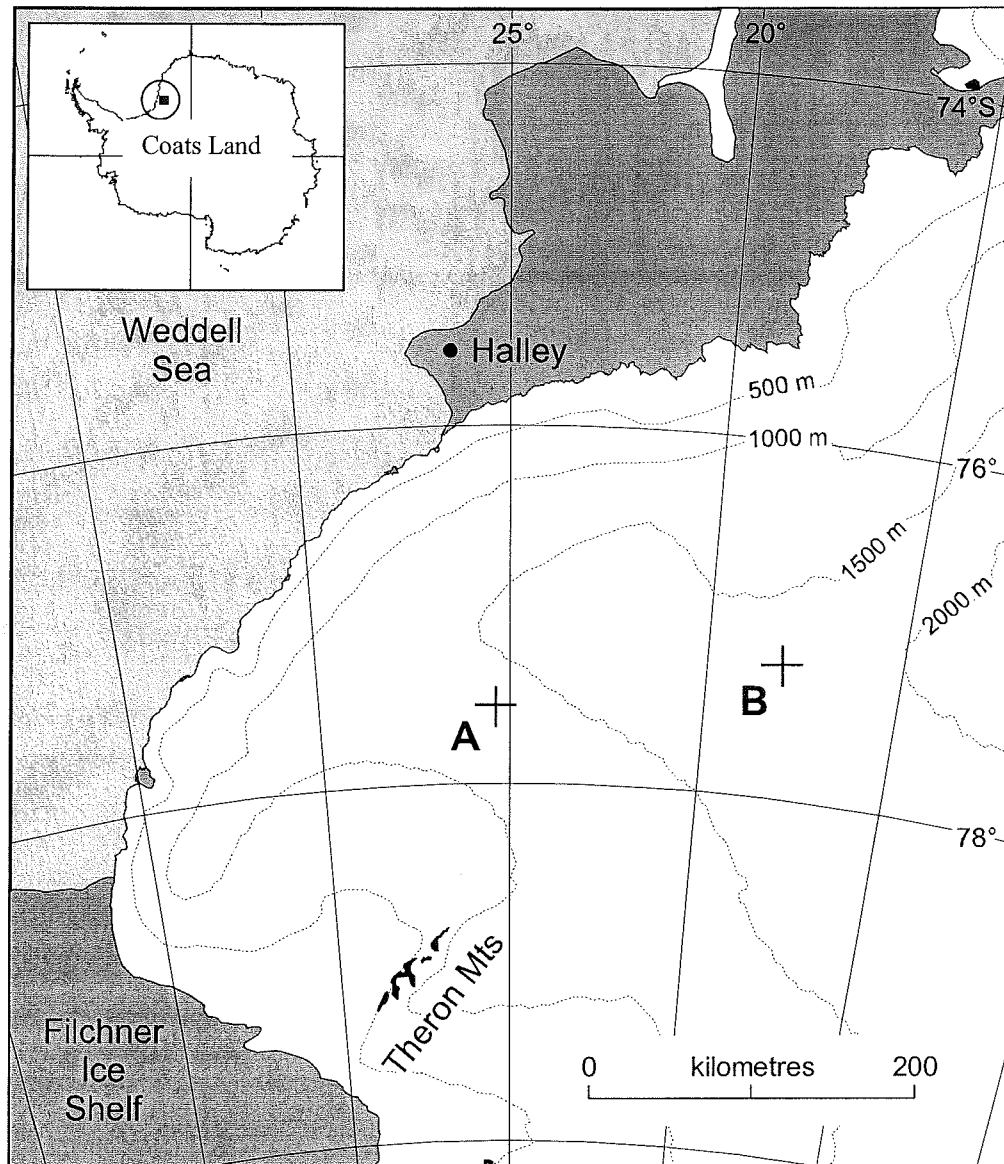 25°
20°
74°S
Coats Land
Weddell
Sea
Halley
500 m
1000 m
76°
1500 m
2000 m
A
B
78°
Theron Mts
Filchner
Ice
Shelf
0 kilometres 200